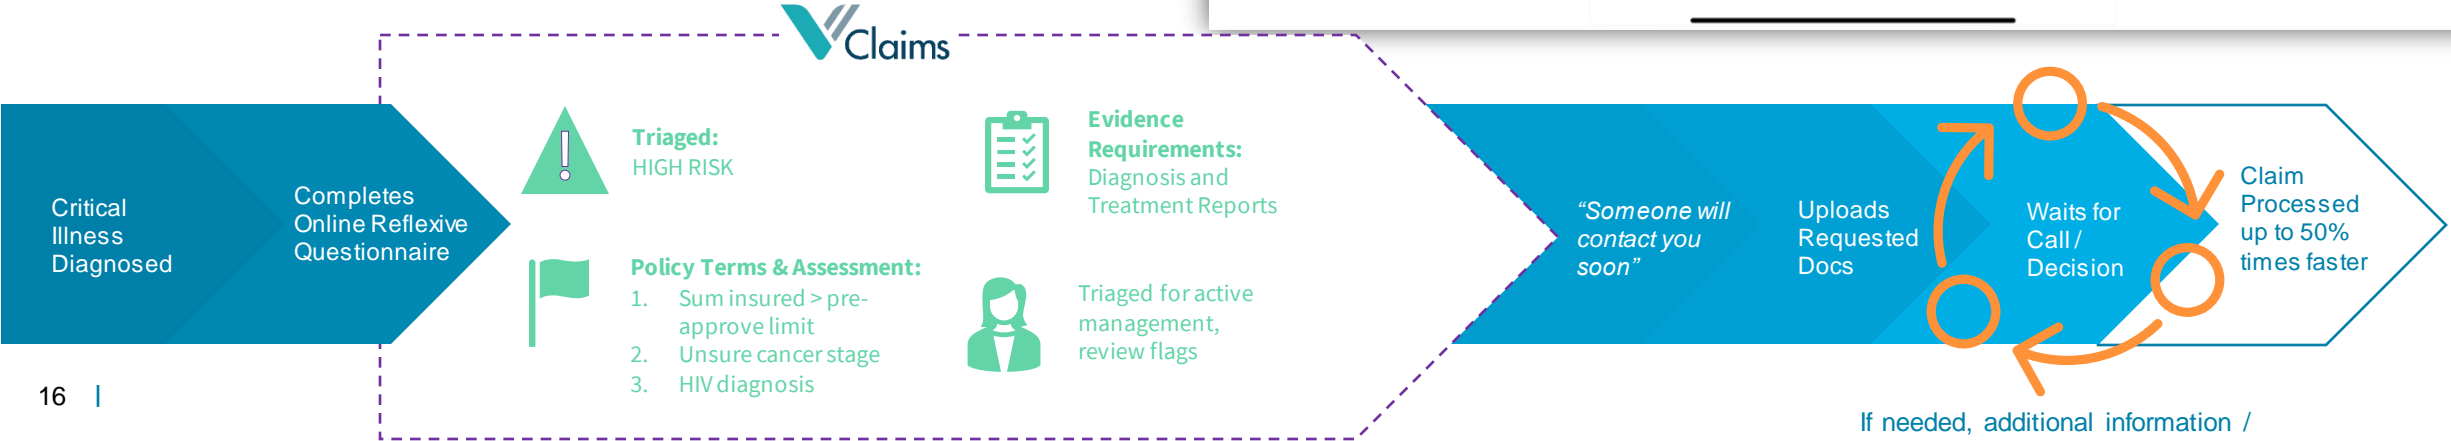 Claims
Critical
Illness
Diagnosed
Completes
Online Reflexive
Questionnaire
Triaged:
HIGH RISK
Policy Terms & Assessment:
1. Sum insured > pre-
approve limit
2. Unsure cancer stage
3. HIV diagnosis
Evidence
Requirements:
Diagnosis and
Treatment Reports
Triaged for active
management,
review flags
“Someone will
contact you
soon”
Uploads
Requested
Docs
Waits for
Call /
Decision
Claim
Processed
up to 50%
times faster
If needed, additional information /
16 |